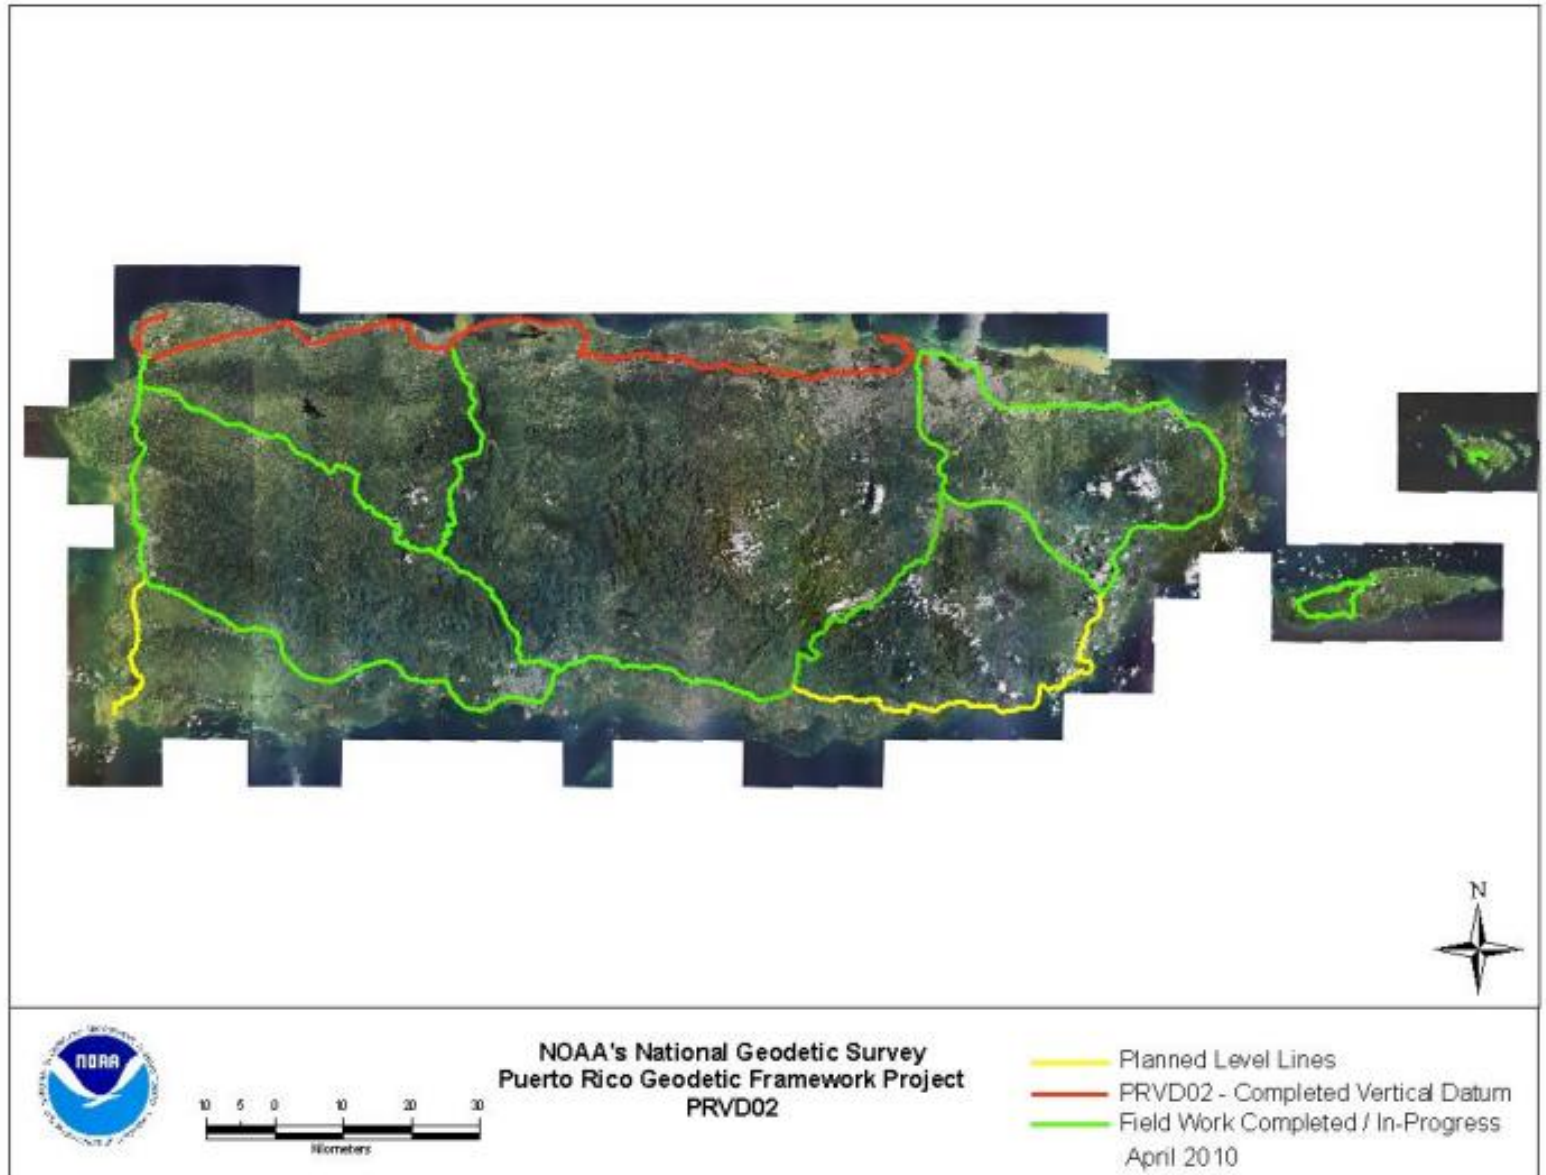 N
NOAA
10 5 0 10 20 30
Kilometers
NOAA's National Geodetic Survey
Puerto Rico Geodetic Framework Project
PRVD02
Planned Level Lines
PRVD02 - Completed Vertical Datum
Field Work Completed / In-Progress
April 2010